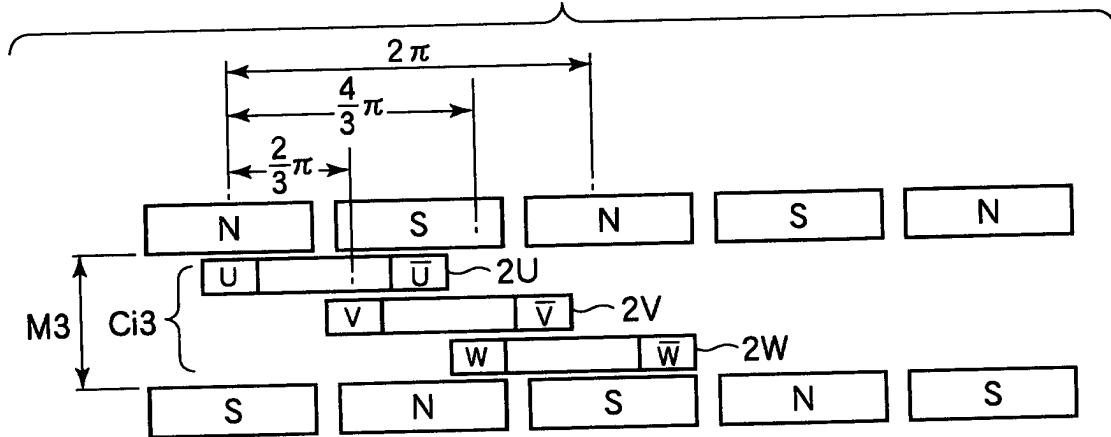 2π
4/3 π
2/3 π
N S N S N
U U̅ 2U
M3 Ci3 V V̅ 2V
W W̅ 2W
S N S N S